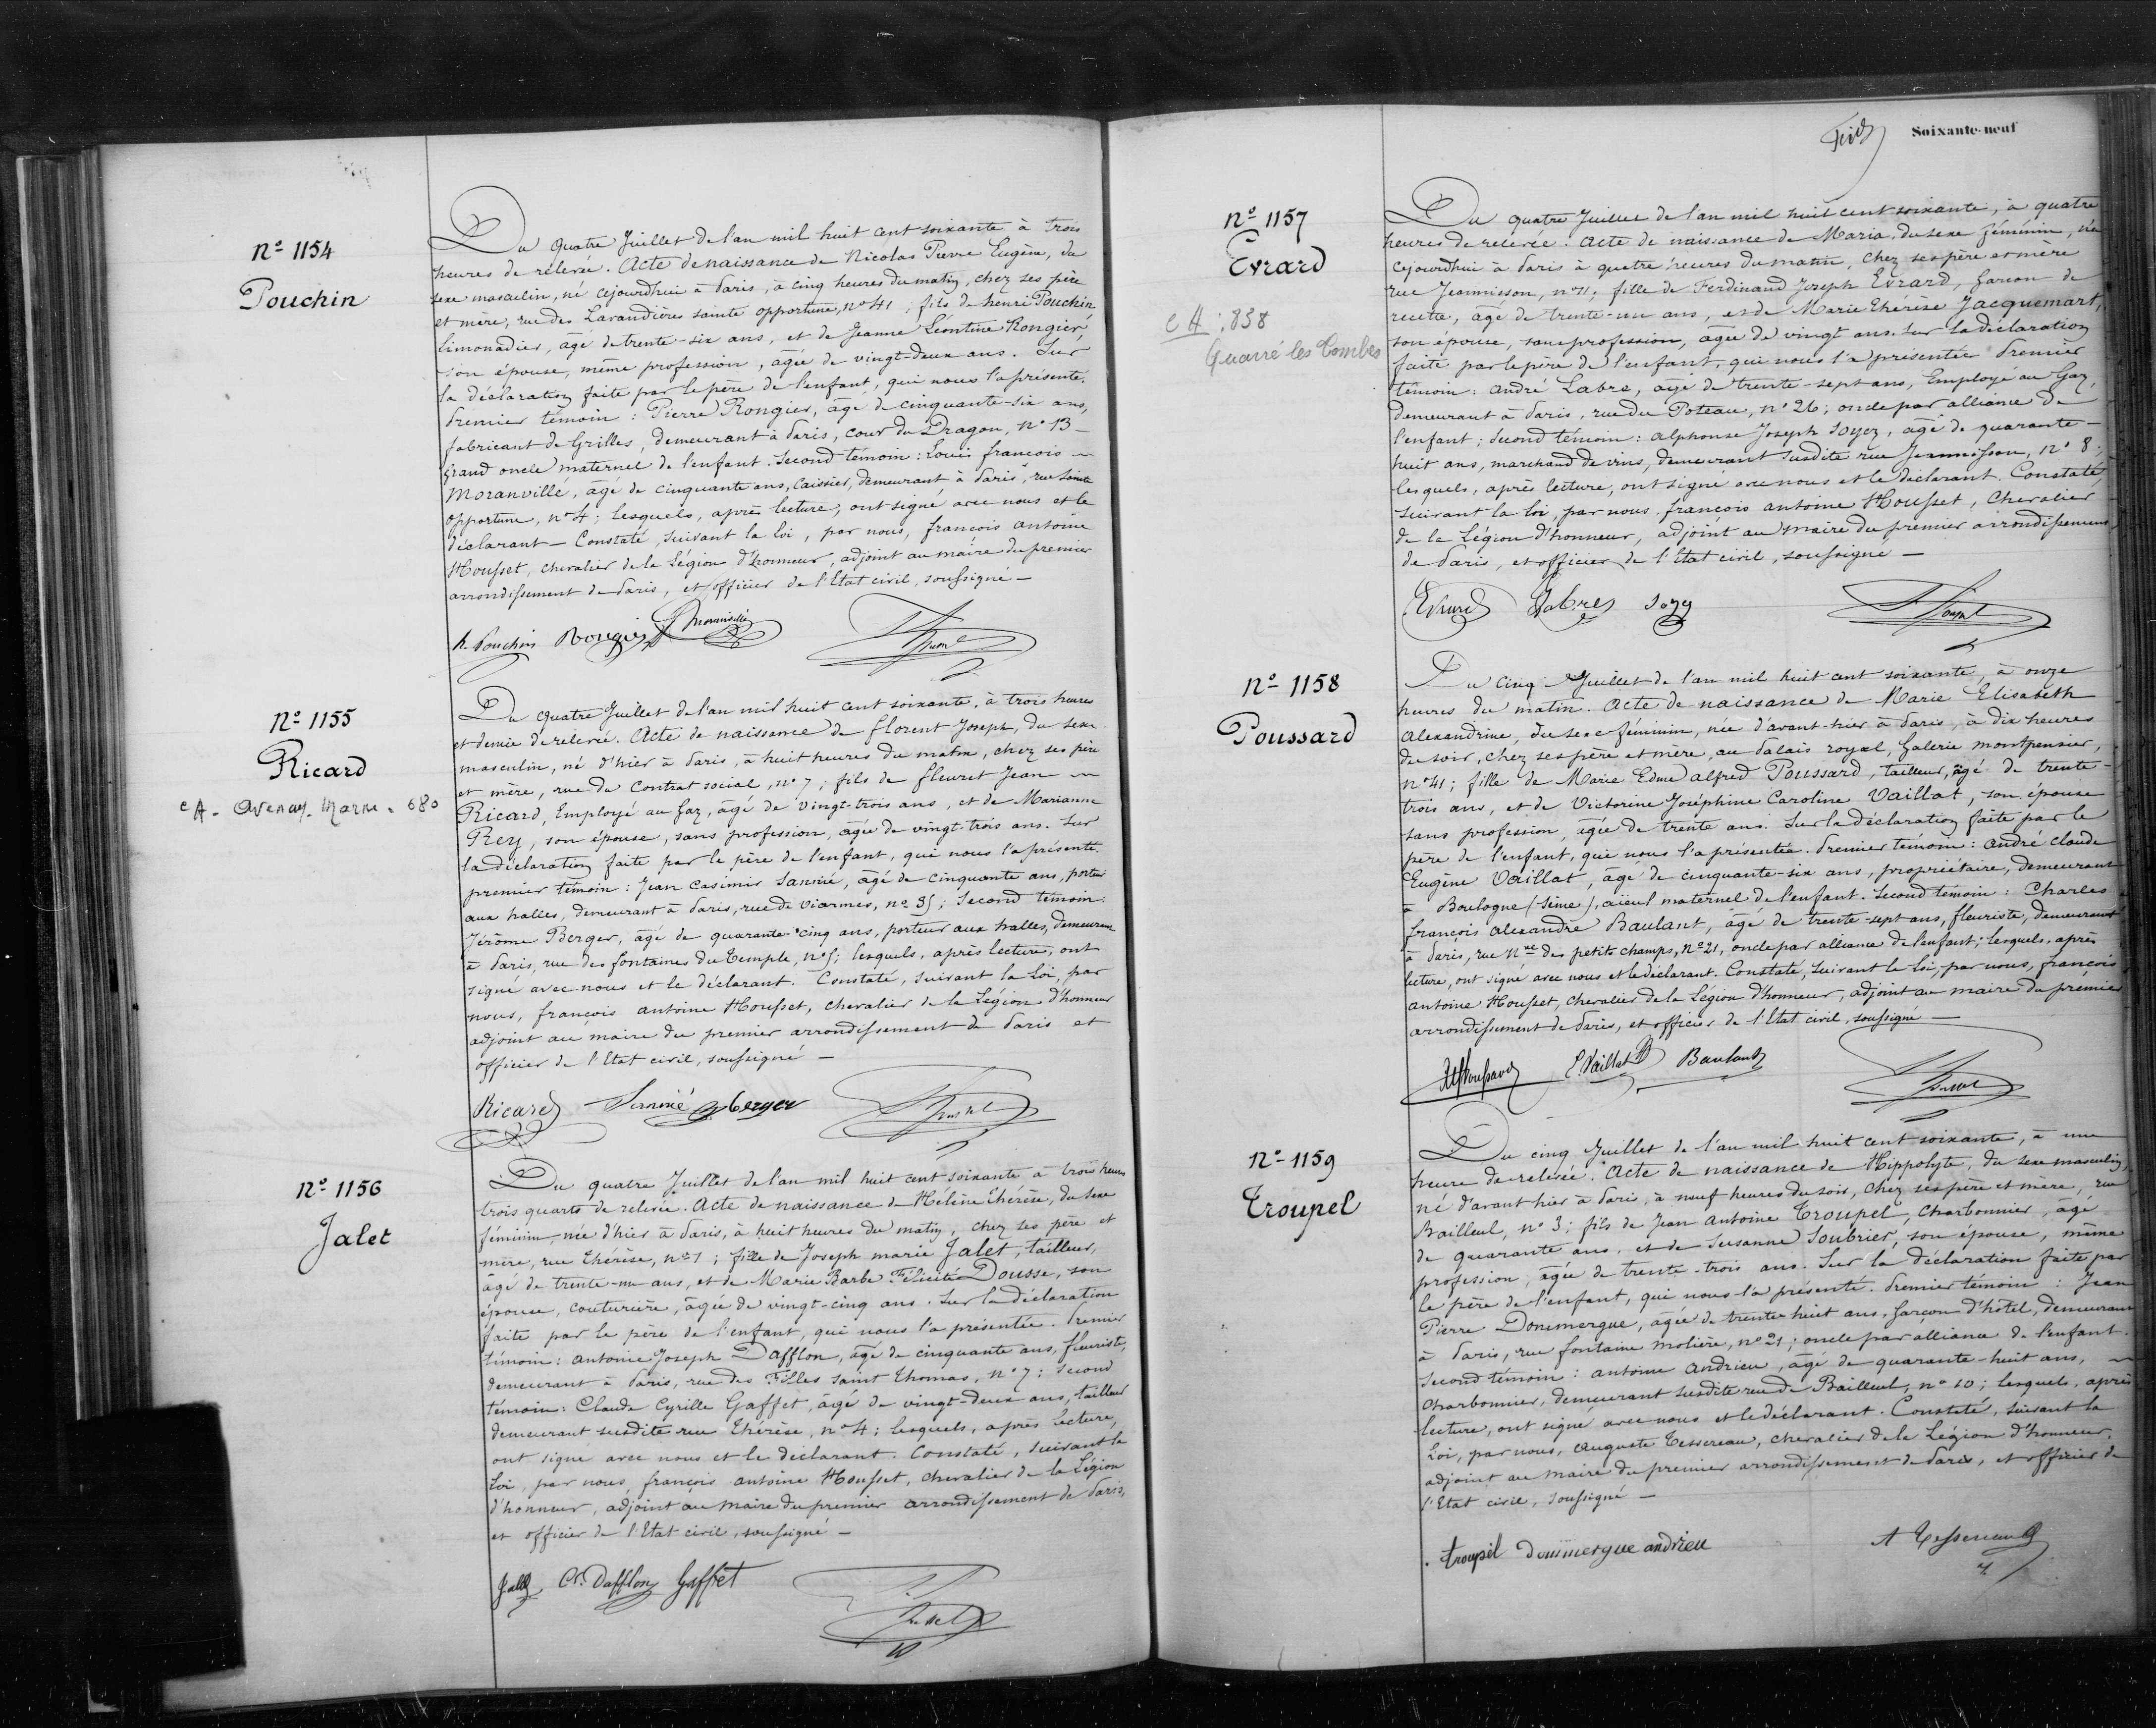 N° 1154
Pouchin
Du quatre Juillet de l'an mil huit cent soixante à trois
heures de relevée. Acte de naissance de Nicolas Pierre Eugène, du
sexe masculin, né cejourdhui à Paris, à cinq heures du matin, chez ses père
et mère, rue des Lavandières sainte opportune, n° 41; fils de henri Pouchin,
limonadier, âgé de trente-six ans, et de Jeanne Léontine Rongier,
son épouse, même profession, âgée de vingt-deux ans. Sur
la déclaration faite par le père de l'enfant, qui nous l'a présenté.
Premier témoin: Pierre Rongier, âgé de cinquante-six ans,
fabricant de Grilles, demeurant à Paris, cour du Dragon, n° 13 -
Grand oncle maternel de l'enfant. Second témoin: Louis françois
Moranvillé, âgé de cinquante ans, Caissier, demeurant à Paris, rue Sainte
opportune, n° 4; lesquels, après lecture, ont signé avec nous et le
déclarant - Constaté, suivant la loi, par nous, françois antoine
Housset, chevalier de la Légion d'honneur, adjoint au maire du premier
arrondissement de Paris, et officier de l'Etat civil, soussigné -
h. Pouchin Rongier Moranvillé
N° 1155
Ricard
CA - Avenay. Marne - 680
Du quatre Juillet de l'an mil huit cent soixante, à trois heures
et demie de relevée. Acte de naissance de florent Joseph, du sexe
masculin, né d'hier à Paris, à huit heures du matin, chez ses père
et mère, rue du Contrat social, n° 7; fils de fleuret Jean
Ricard, Employé au Gaz, âgé de vingt-trois ans, et de Marianne
Rey, son épouse, sans profession, âgée de vingt-trois ans. Sur
la déclaration faite par le père de l'enfant, qui nous l'a présenté.
premier témoin: Jean Casimir Sannié, âgé de cinquante ans, porteur
aux halles, demeurant à Paris, rue de Viarmes, n° 35; Second témoin:
Jérôme Berger, âgé de quarante-cinq ans, porteur aux halles, demeurant
à Paris, rue des fontaines du Temple, n° 5; lesquels, après lecture, ont
signé avec nous et le déclarant. Constaté, suivant la Loi, par
nous, françois antoine Housset, chevalier de la Légion d'honneur
adjoint au maire du premier arrondissement de Paris et
officier de l'Etat civil, soussigné -
Ricard Sannié berger
N° 1156
Jalet
Du quatre Juillet de l'an mil huit cent soixante, à trois heures
trois quarts de relevée. Acte de naissance de Hélène Thérèse, du sexe
féminin, née d'hier à Paris, à huit heures du matin, chez ses père et
mère, rue Thérèse, n° 1; fille de Joseph marie Jalet, tailleur,
âgé de trente-un ans, et de Marie Barbe Félicité Dousse, son
épouse, couturière, âgée de vingt-cinq ans. Sur la déclaration
faite par le père de l'enfant, qui nous l'a présentée. Premier
témoin: antoine Joseph Dafflon, âgé de cinquante ans, fleuriste,
demeurant à Paris, rue des Filles saint Thomas, n° 7: Second
témoin: Claude Cyrille Gaffet, âgé de vingt-deux ans, tailleur
demeurant susdite rue Thérèse, n° 4; lesquels, après lecture,
ont signé avec nous et le déclarant. Constaté, suivant la
Loi, par nous, françois antoine Housset, chevalier de la Légion
d'honneur, adjoint au maire du premier arrondissement de Paris,
et officier de l'Etat civil, soussigné -
Jalet Dafflon Gaffet
Soixante-neuf
N° 1157
Evrard
CA: 838
Quarré les Tombes
Du quatre Juillet de l'an mil huit cent soixante, à quatre
heures de relevée. Acte de naissance de Maria, du sexe féminin, née
cejourdhui à Paris à quatre heures du matin, chez ses père et mère
rue Jeannisson, n° 11; fille de Ferdinand Joseph Evrard, Garçon de
recette, âgé de trente-un ans, et de Marie Thérèse Jacquemart,
son épouse, sans profession, âgée de vingt ans. Sur la déclaration
faite par le père de l'enfant, qui nous l'a présentée Premier
témoin: andré Labre, âgé de trente-sept ans, Employé au Gaz,
demeurant à Paris, rue du Poteau, n° 26; oncle par alliance de
l'enfant; Second témoin: alphonse Joseph Soyez, âgé de quarante-
huit ans, marchand de vins, demeurant susdite rue Jeannisson, n° 8;
lesquels, après lecture, ont signé avec nous et le déclarant. Constaté,
suivant la loi, par nous, françois antoine Housset, Chevalier
de la Légion d'honneur, adjoint au maire du premier arrondissement
de Paris, et officier de l'Etat civil, soussigné -
Evrard Labre
N° 1158
Poussard
Du cinq Juillet de l'an mil huit cent soixante, à onze
heures du matin. Acte de naissance de Marie Elisabeth
Alexandrine, du sexe féminin, née d'avant-hier à Paris, à dix heures
du soir, chez ses père et mère, au Palais royal, Galerie montpensier,
n° 41; fille de Marie Edme alfred Poussard, tailleur, âgé de trente-
trois ans, et de Victorine Joséphine Caroline Vaillat, son épouse
sans profession, âgée de trente ans. Sur la déclaration faite par le
père de l'enfant, qui nous l'a présentée. Premier témoin: andré Claude
Eugène Vaillat, âgé de cinquante-six ans, propriétaire, demeurant
à Boulogne (Seine), aïeul maternel de l'enfant. Second témoin: Charles
françois alexandre Baulant, âgé de trente-sept ans, fleuriste, demeurant
à Paris, rue Nve des petits champs, n° 21, oncle par alliance de l'enfant; lesquels, après
lecture, ont signé avec nous et le déclarant. Constaté, suivant la loi, par nous, françois
antoine Housset, chevalier de la Légion d'honneur, adjoint au maire du premier
arrondissement de Paris, et officier de l'Etat civil, soussigné -
E. Vaillat Baulant
N° 1159
Troupel
Du cinq Juillet de l'an mil huit cent soixante, à une
heure de relevée. Acte de naissance de Hippolyte, du sexe masculin,
né d'avant hier à Paris, à neuf heures du soir, chez ses père et mère, rue
Bailleul, n° 3; fils de Jean Antoine Troupel, Charbonnier, âgé
de quarante ans, et de Susanne Soubrier, son épouse, même
profession, âgée de trente-trois ans. Sur la déclaration faite par
le père de l'enfant, qui nous l'a présenté. Premier témoin: Jean
Pierre Dommergue, âgée de trente huit ans, garçon d'hôtel, demeurant
à Paris, rue fontaine molière, n° 21; oncle par alliance de l'enfant.
Second témoin: antoine Andrieu, âgé de quarante-huit ans,
charbonnier, demeurant susdite rue de Bailleul, n° 10; lesquels, après
lecture, ont signé avec nous et le déclarant. Constaté, suivant la
Loi, par nous, Auguste Tessereau, chevalier de la Légion d'honneur,
adjoint au maire du premier arrondissement de Paris, et officier de
l'Etat civil, soussigné -
troupel dommergue andrieu A Tessereau